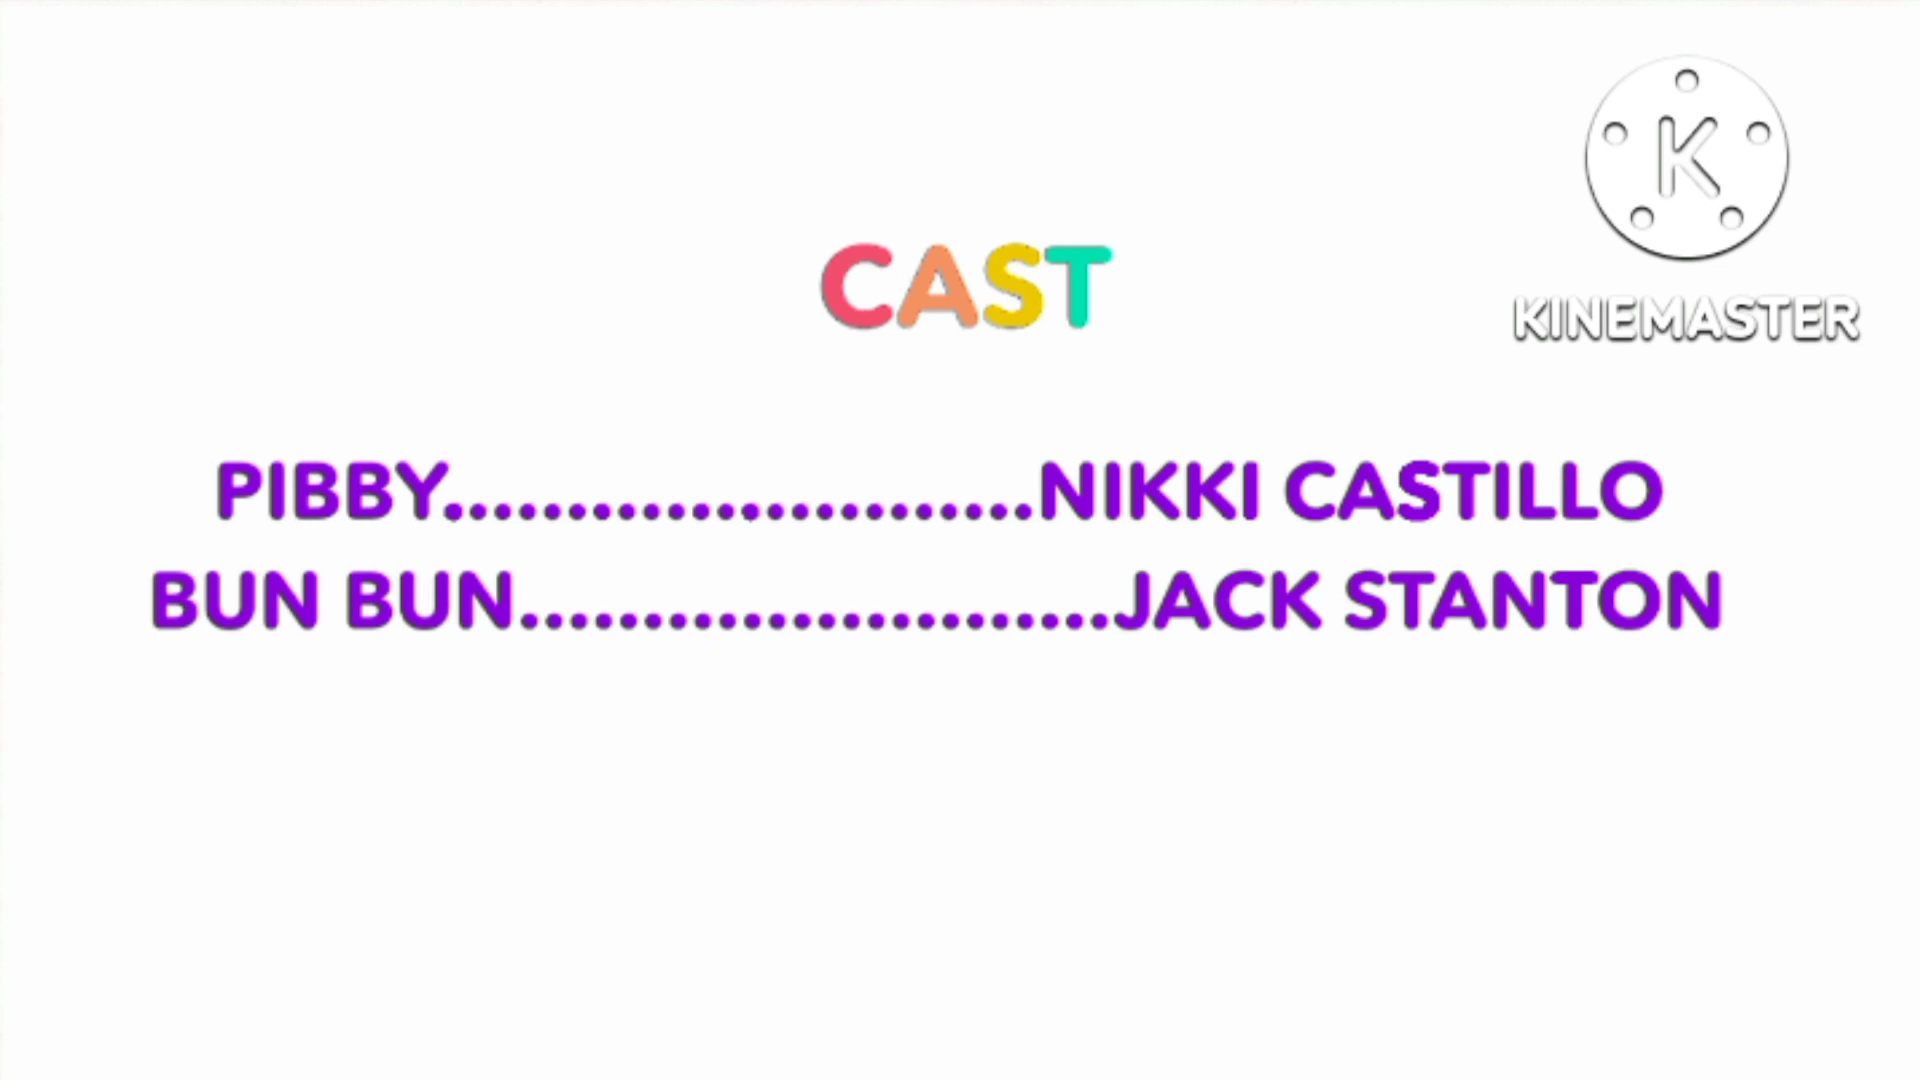 K
KINEMASTER
CAST
PIBBY........................NIKKI CASTILLO
BUN BUN........................JACK STANTON